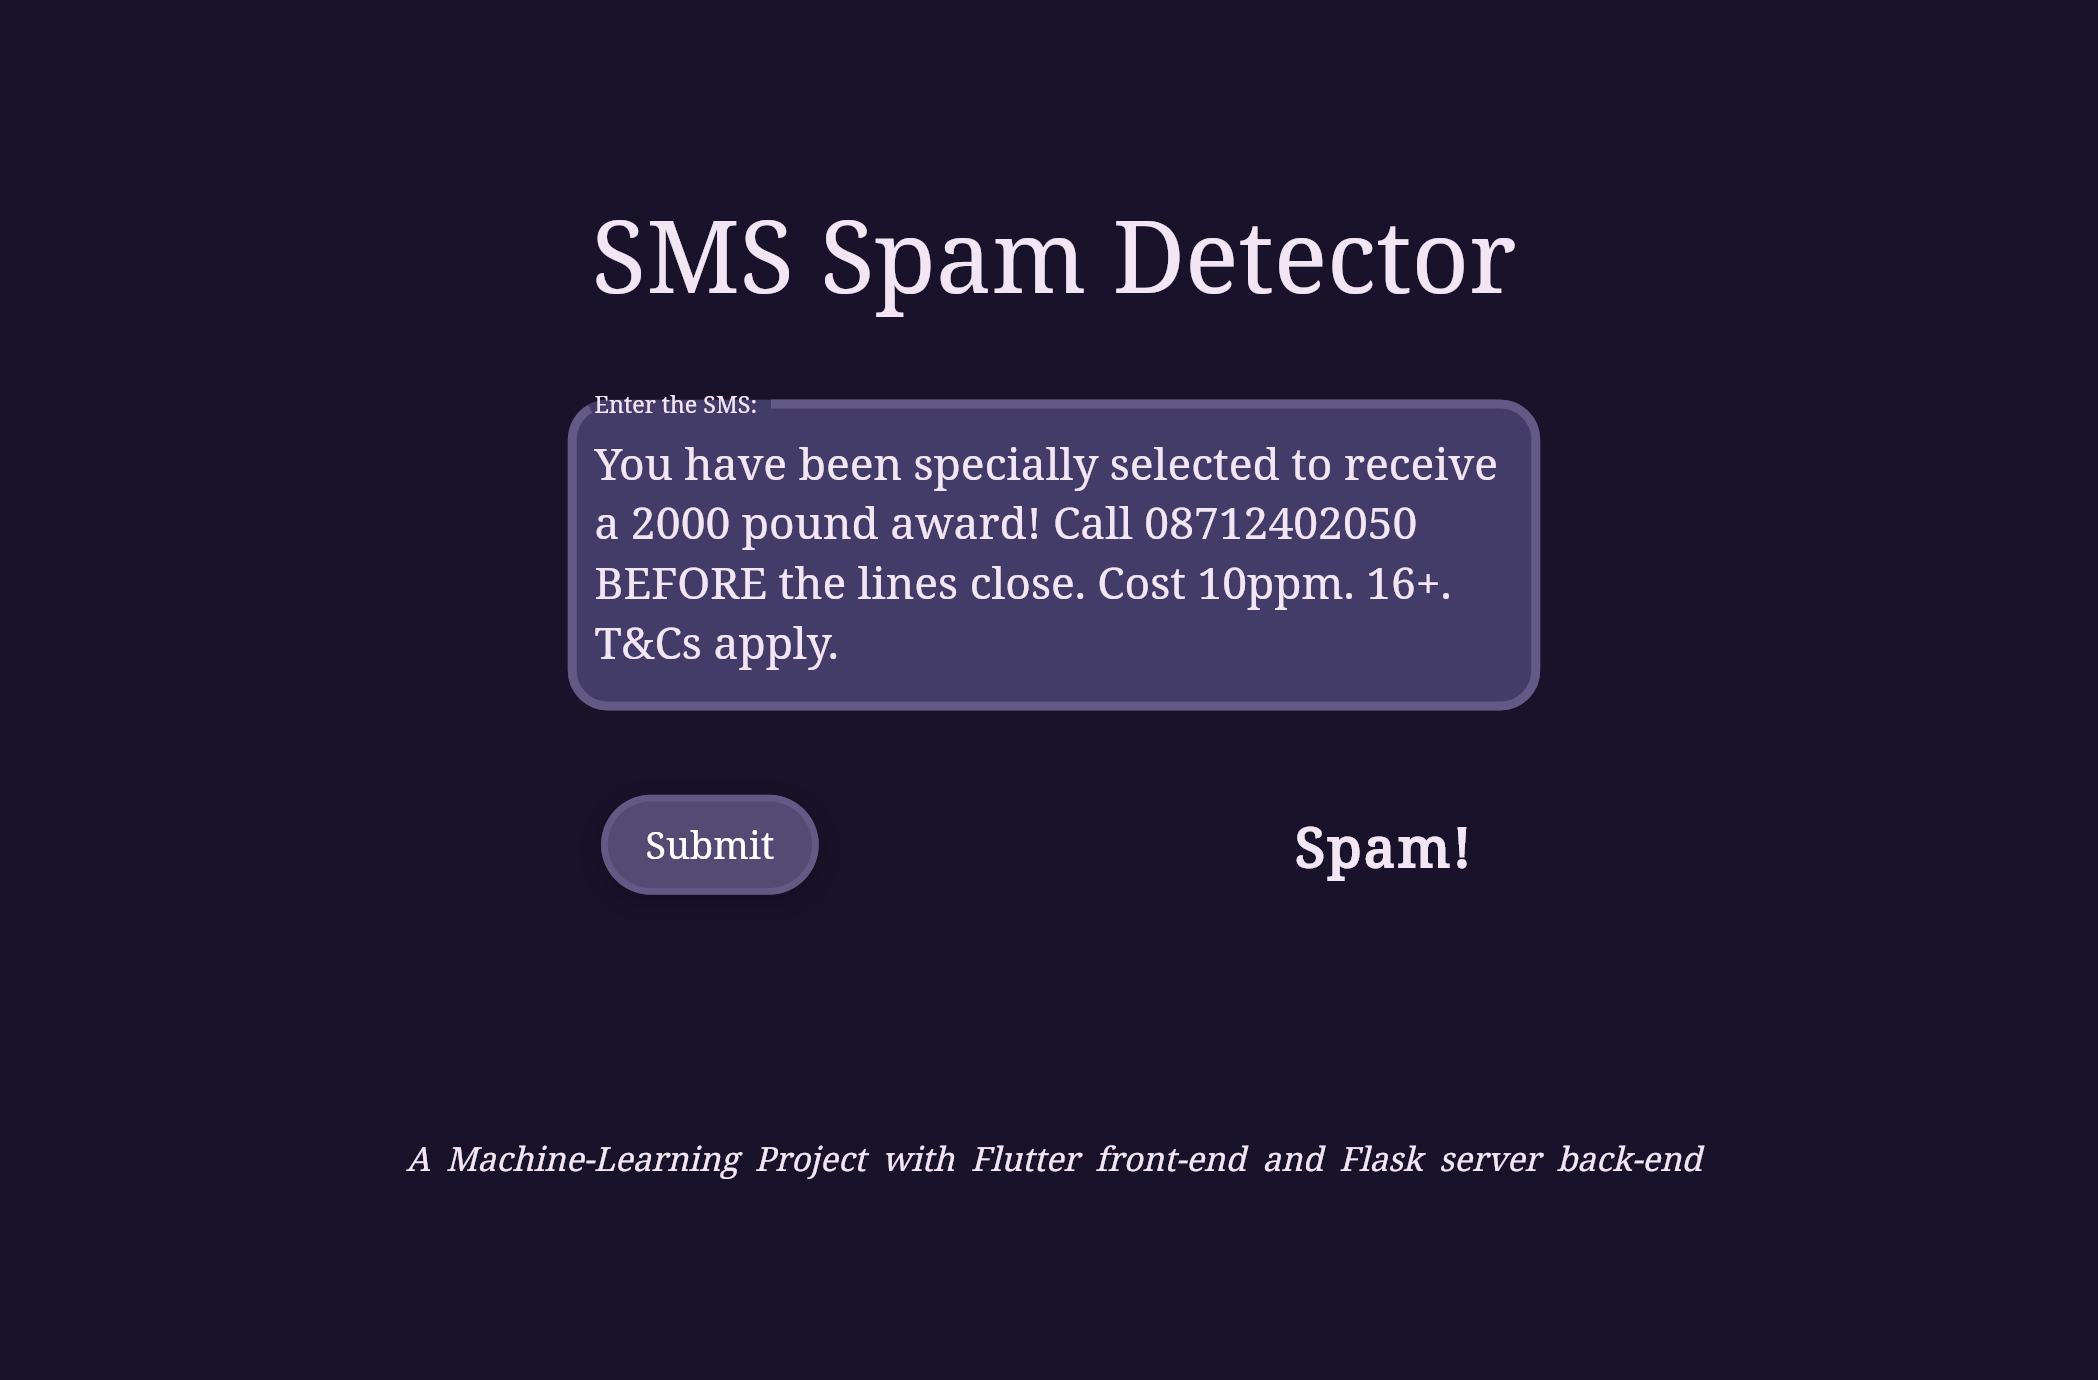 SMS Spam Detector
Enter the SMS:
You have been specially selected to receive
a 2000 pound award! Call 08712402050
BEFORE the lines close. Cost 10ppm. 16+.
T&Cs apply.
Submit
Spam!
A Machine-Learning Project with Flutter front-end and Flask server back-end